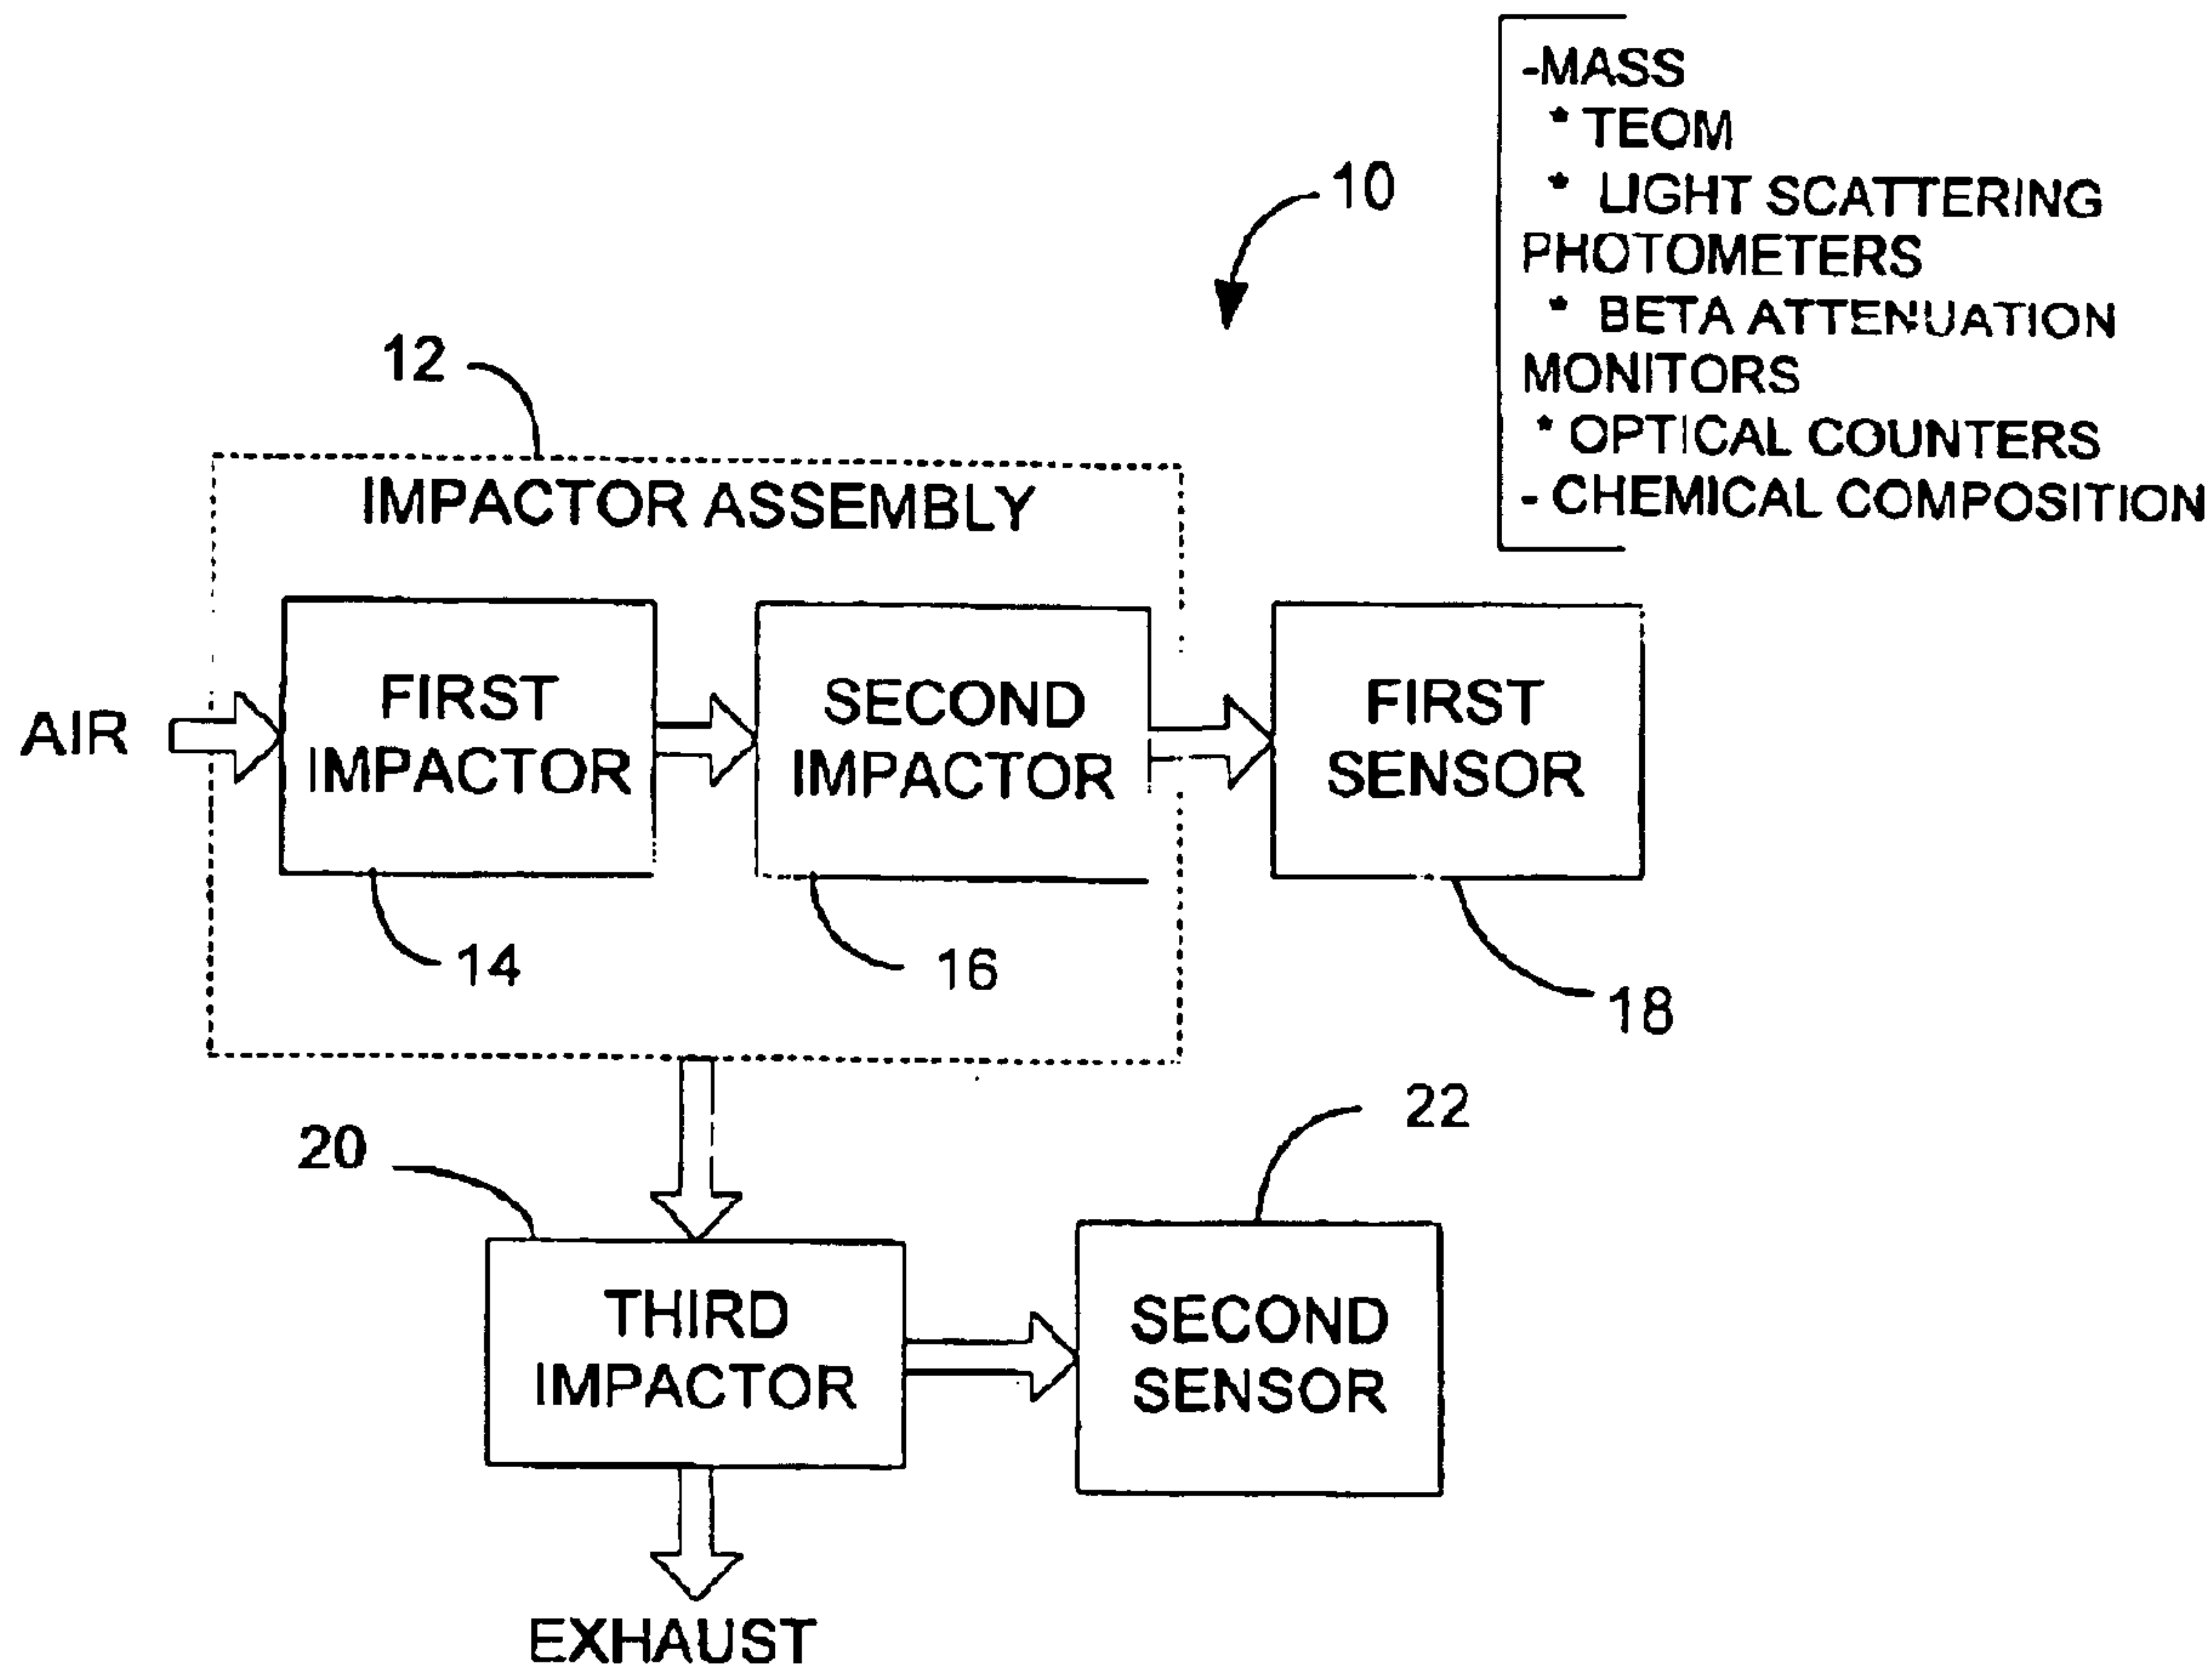 -MASS
* TEOM
* LIGHT SCATTERING
PHOTOMETERS
* BETA ATTENUATION
MONITORS
* OPTICAL COUNTERS
- CHEMICAL COMPOSITION
10
12
IMPACTOR ASSEMBLY
AIR
FIRST
IMPACTOR
SECOND
IMPACTOR
FIRST
SENSOR
14
16
18
20
22
THIRD
IMPACTOR
SECOND
SENSOR
EXHAUST